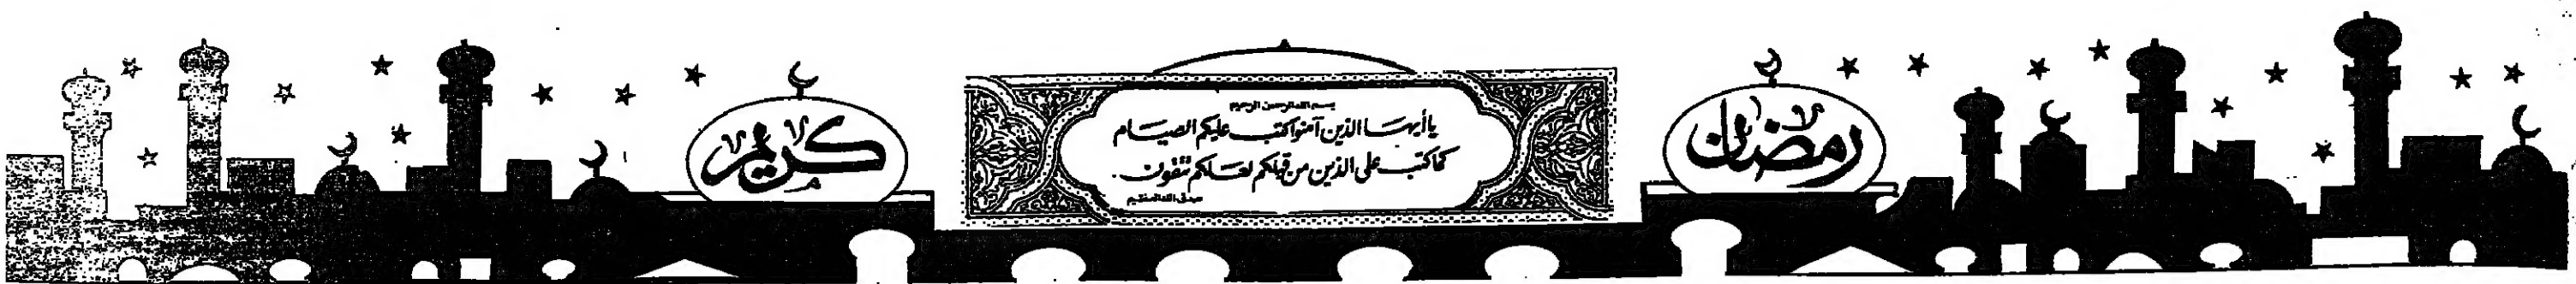 رمضان
بسم الله الرحمن الرحيم
يا أيها الذين آمنوا كتب عليكم الصيام
كما كتب على الذين من قبلكم لعلكم تتقون .
صدق الله العظيم
كريم